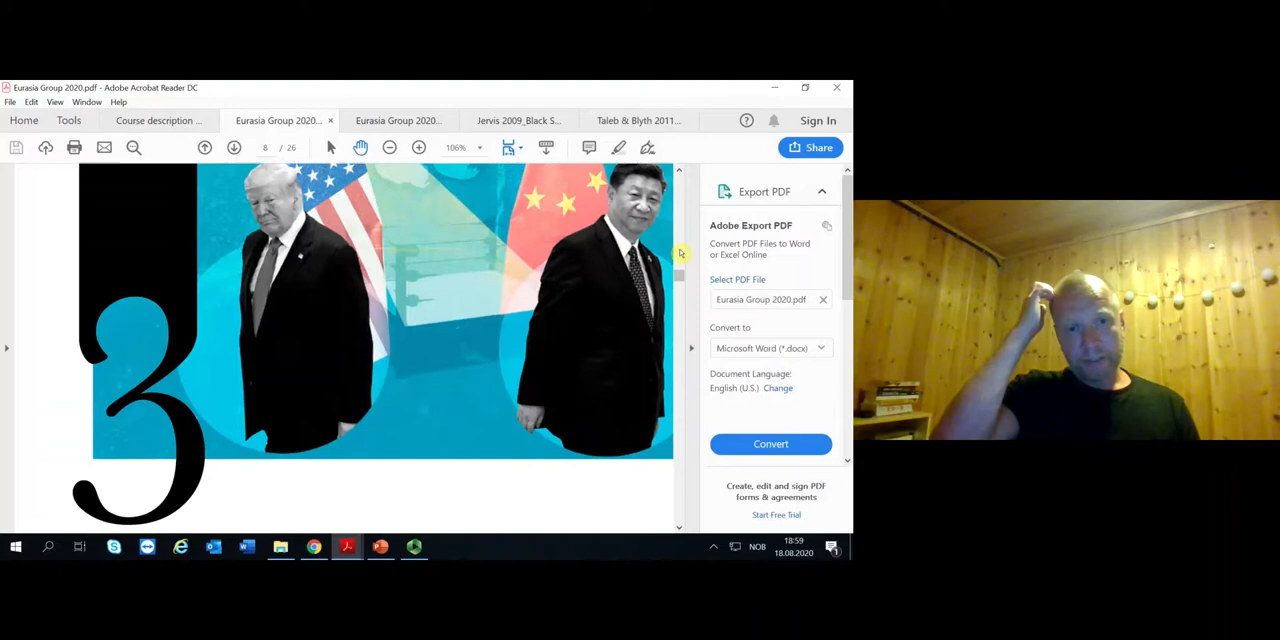 Eurasia Group 2020.pdf - Adobe Acrobat Reader DC
File Edit View Window Help
Home Tools Course description ... Eurasia Group 2020... × Eurasia Group 2020... Jervis 2009_Black S... Taleb & Blyth 2011... Sign In
8 / 26 106% Share
3
Export PDF
Adobe Export PDF
Convert PDF Files to Word
or Excel Online
Select PDF File
Eurasia Group 2020.pdf
Convert to
Microsoft Word (*.docx)
Document Language:
English (U.S.) Change
Convert
Create, edit and sign PDF
forms & agreements
Start Free Trial
NOB 18:59
18.08.2020